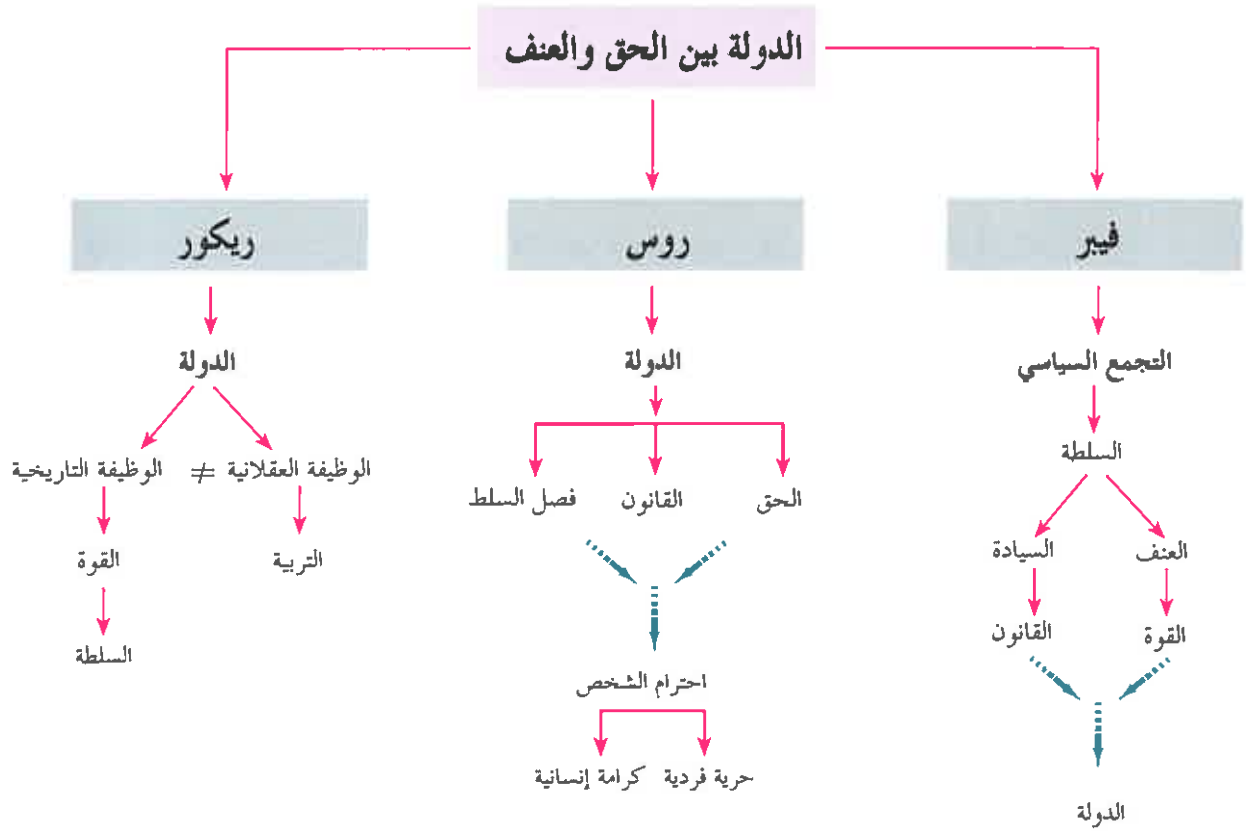 الدولة بين الحق والعنف
فيبر
روس
ريكور
التجمع السياسي
الدولة
الدولة
السلطة
الوظيفة العقلانية ≠ الوظيفة التاريخية
الحق
القانون
فصل السلط
العنف
السيادة
التربية
القوة
القوة
القانون
السلطة
احترام الشخص
حرية فردية
كرامة إنسانية
الدولة